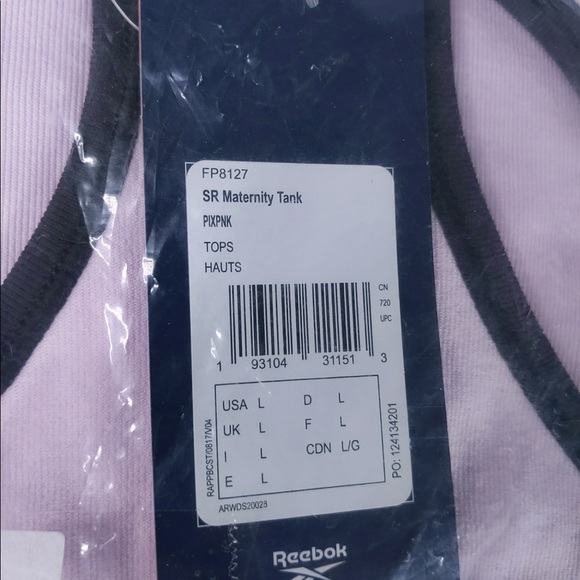 FP8127
SR Maternity Tank
PIXPNK
TOPS
HAUTS
CN
720
UPC
1 93104 31151 3
USA L D L
UK L F L
I L CDN L/G
E L
RAPPBCST/0817/V04
PO: 124134201
ARWDS20028
Reebok